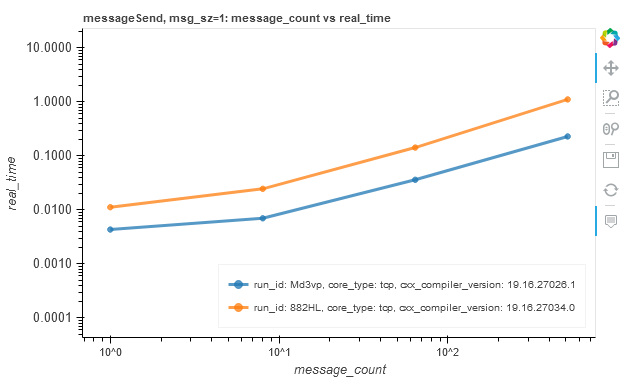 messageSend, msg_sz=1: message_count vs real_time
10.0000
1.0000
0.1000
0.0100
0.0010
0.0001
real_time
run_id: Md3vp, core_type: tcp, cxx_compiler_version: 19.16.27026.1
run_id: 882HL, core_type: tcp, cxx_compiler_version: 19.16.27034.0
10^0 10^1 10^2
message_count